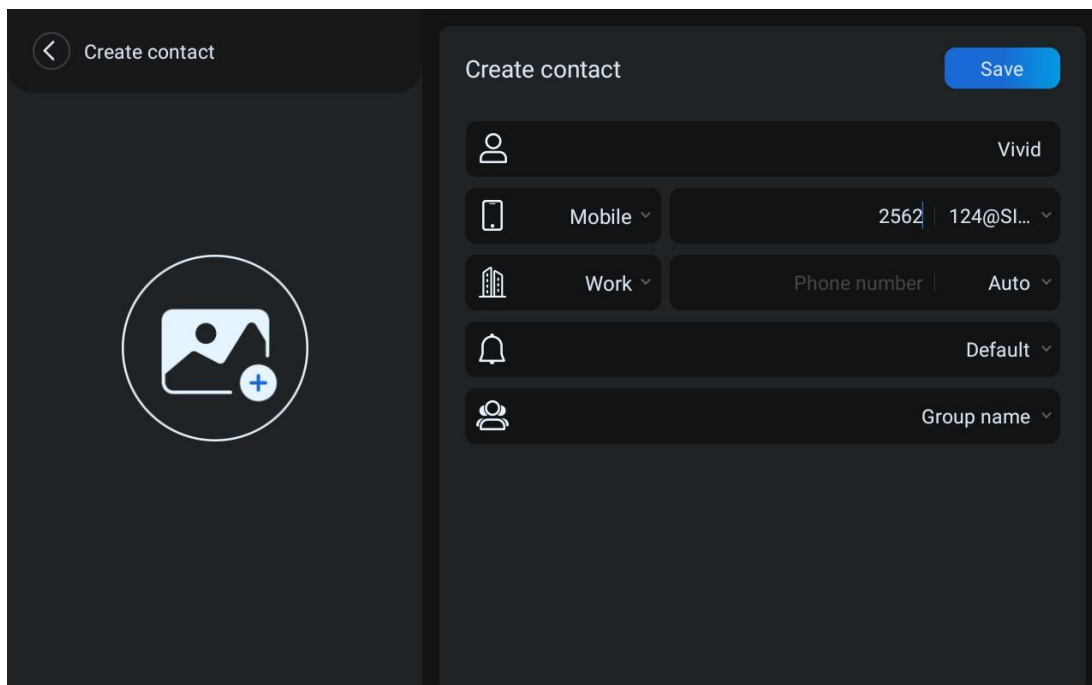 Create contact
Create contact
Save
Vivid
Mobile 2562 124@SI...
Work Phone number Auto
Default
Group name